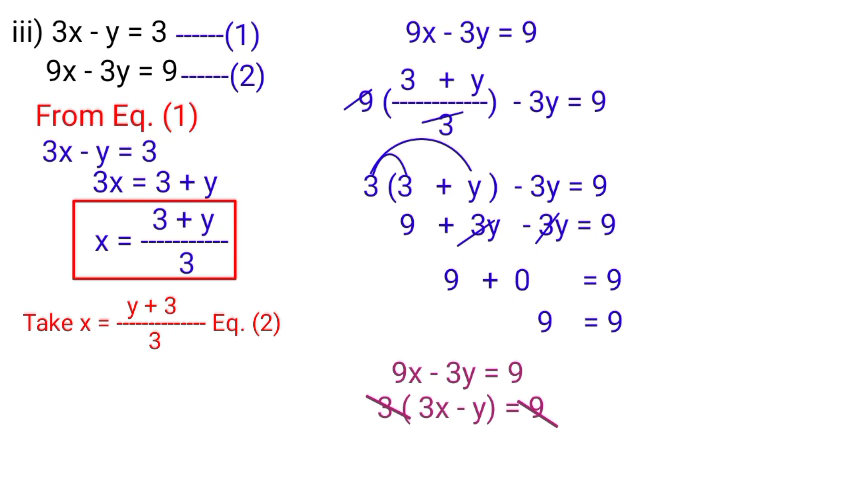 iii) 3x - y = 3 ------(1)
9x - 3y = 9 ------(2)
From Eq. (1)
3x - y = 3
3x = 3 + y
x = 3 + y
-----------
3
Take x = y + 3
-------------- Eq. (2)
3
9x - 3y = 9
9 ( 3 + y
------------) - 3y = 9
3
3 (3 + y ) - 3y = 9
9 + 3y - 3y = 9
9 + 0 = 9
9 = 9
9x - 3y = 9
3 ( 3x - y) = 9